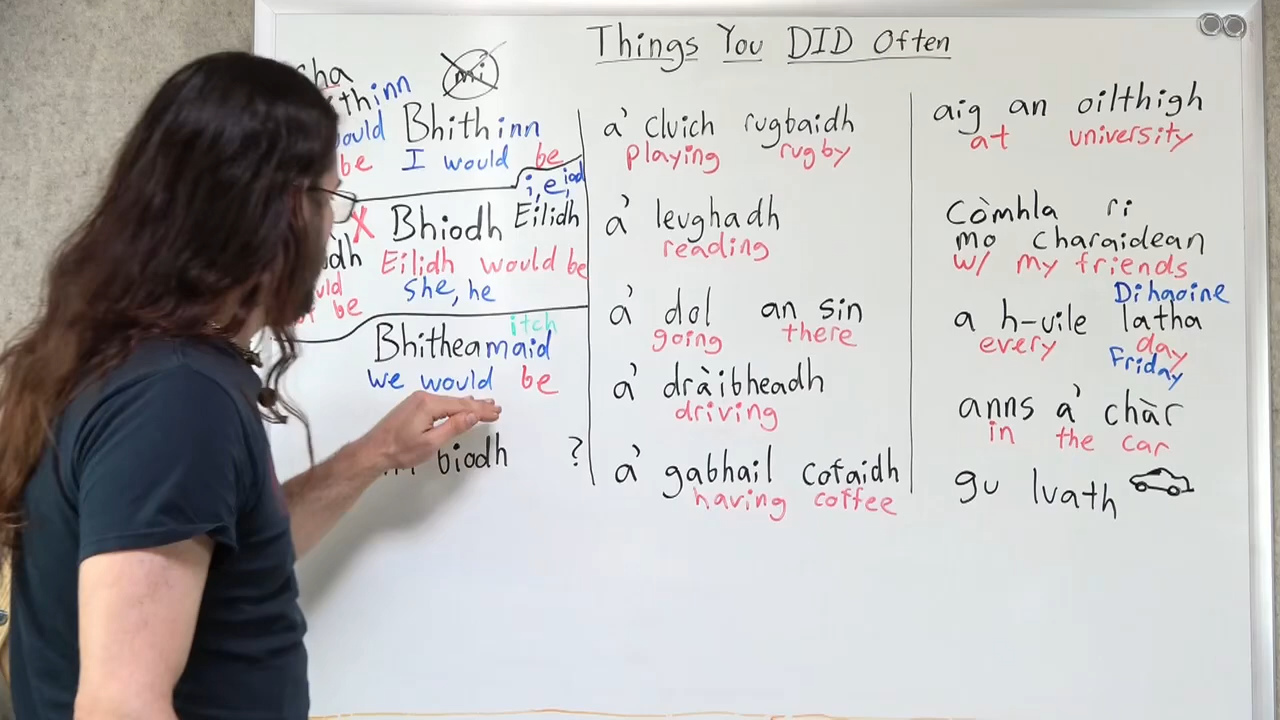 Things You DID Often
mi
Bhithinn
I would be
be
i, e, iad
X Bhiodh Eilidh
Eilidh would be
she, he
be
itch
Bhitheamaid
we would be
biodh ?
a' cluich rugbaidh
playing rugby
a' leughadh
reading
a' dol an sin
going there
a' dràibheadh
driving
a' gabhail cofaidh
having coffee
aig an oilthigh
at university
Còmhla ri
mo charaidean
w/ my friends
Dihaoine
a h-uile latha
every day
Friday
anns a' chàr
in the car
gu luath